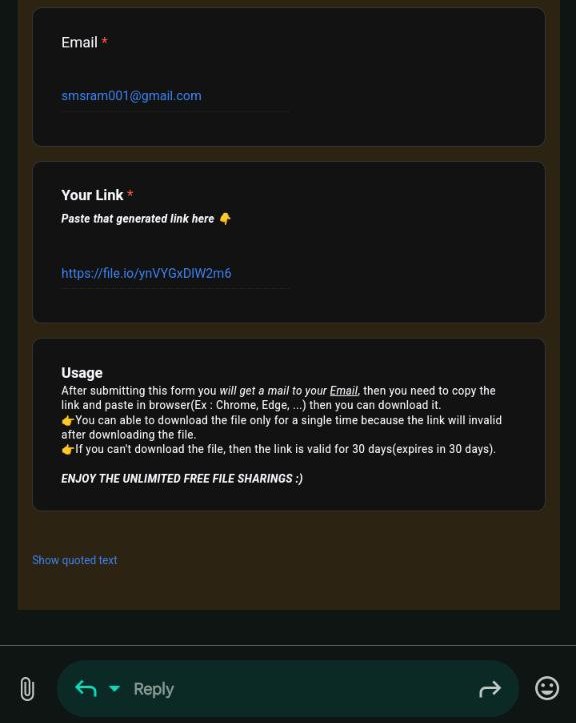 Email *
smsram001@gmail.com
Your Link *
Paste that generated link here 👇
https://file.io/ynVYGxDlW2m6
Usage
After submitting this form you will get a mail to your Email, then you need to copy the
link and paste in browser(Ex : Chrome, Edge, ...) then you can download it.
👉You can able to download the file only for a single time because the link will invalid
after downloading the file.
👉If you can't download the file, then the link is valid for 30 days(expires in 30 days).
ENJOY THE UNLIMITED FREE FILE SHARINGS :)
Show quoted text
Reply